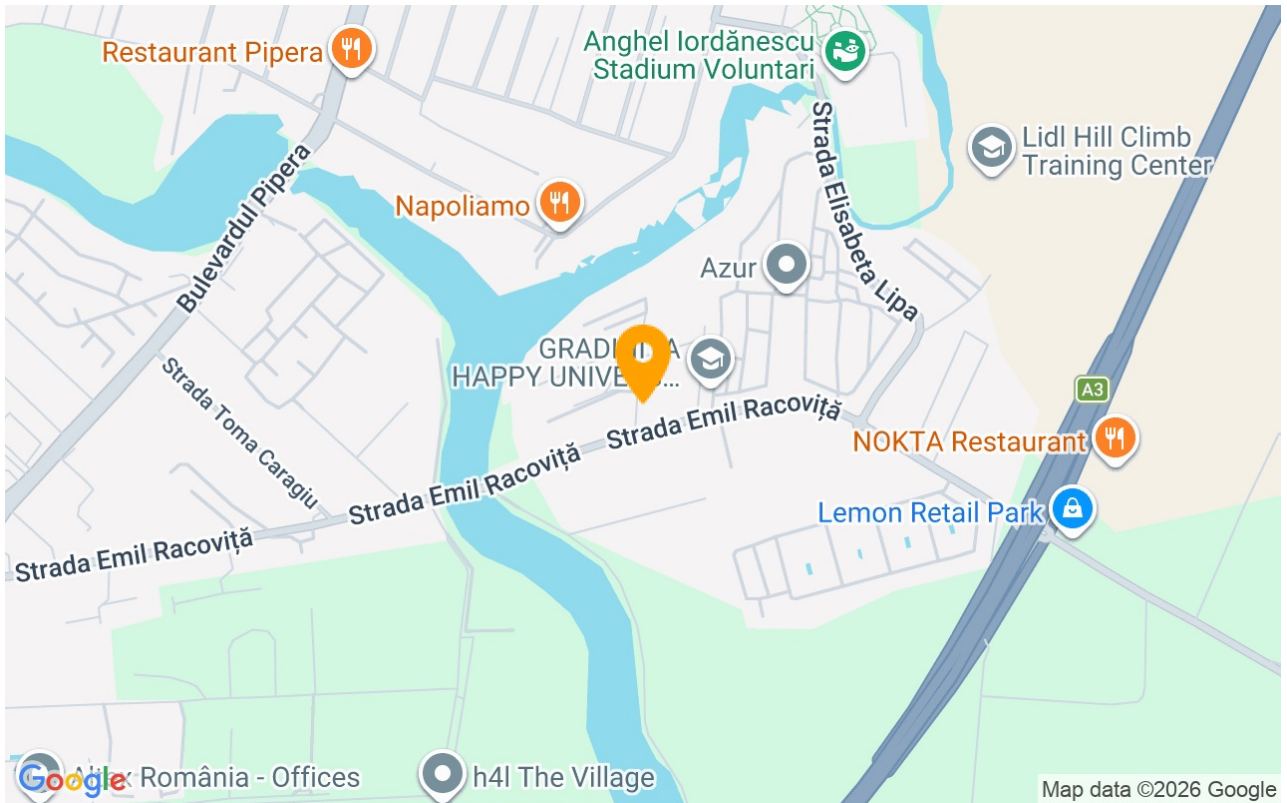 Restaurant Pipera
Anghel Iordănescu
Stadium Voluntari
Lidl Hill Climb
Training Center
Bulevardul Pipera
Strada Elisabeta Lipa
Napoliamo
Azur
HAPPY
Strada Toma Caragiu
A3
Strada Emil Racoviță
NOKTA Restaurant
Strada Emil Racoviță
Lemon Retail Park
Strada Emil Racoviță
Google
România - Offices
h4l The Village
Map data ©2026 Google